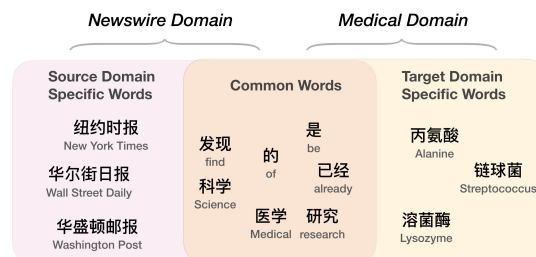 Newswire Domain
Medical Domain
Source Domain
Specific Words
Common Words
Target Domain
Specific Words
纽约时报
New York Times
华尔街日报
Wall Street Daily
华盛顿邮报
Washington Post
发现
find
的
of
是
be
科学
Science
已经
already
医学
Medical
研究
research
丙氨酸
Alanine
链球菌
Streptococcus
溶菌酶
Lysozyme